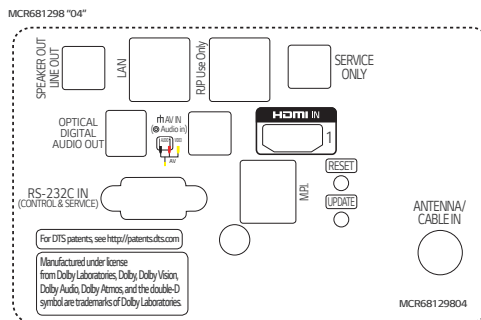 MCR681298 "04"
SPEAKER OUT
LINE OUT
LAN
RJP Use Only
SERVICE
ONLY
OPTICAL
DIGITAL
AUDIO OUT
AV IN
(Audio in)
AUDIO
VIDEO
AV
HDMI IN
1
RS-232C IN
(CONTROL & SERVICE)
M.P.I.
RESET
UPDATE
ANTENNA/
CABLE IN
For DTS patents, see http://patents.dts.com
Manufactured under license
from Dolby Laboratories, Dolby, Dolby Vision,
Dolby Audio, Dolby Atmos, and the double-D
symbol are trademarks of Dolby Laboratories.
MCR68129804